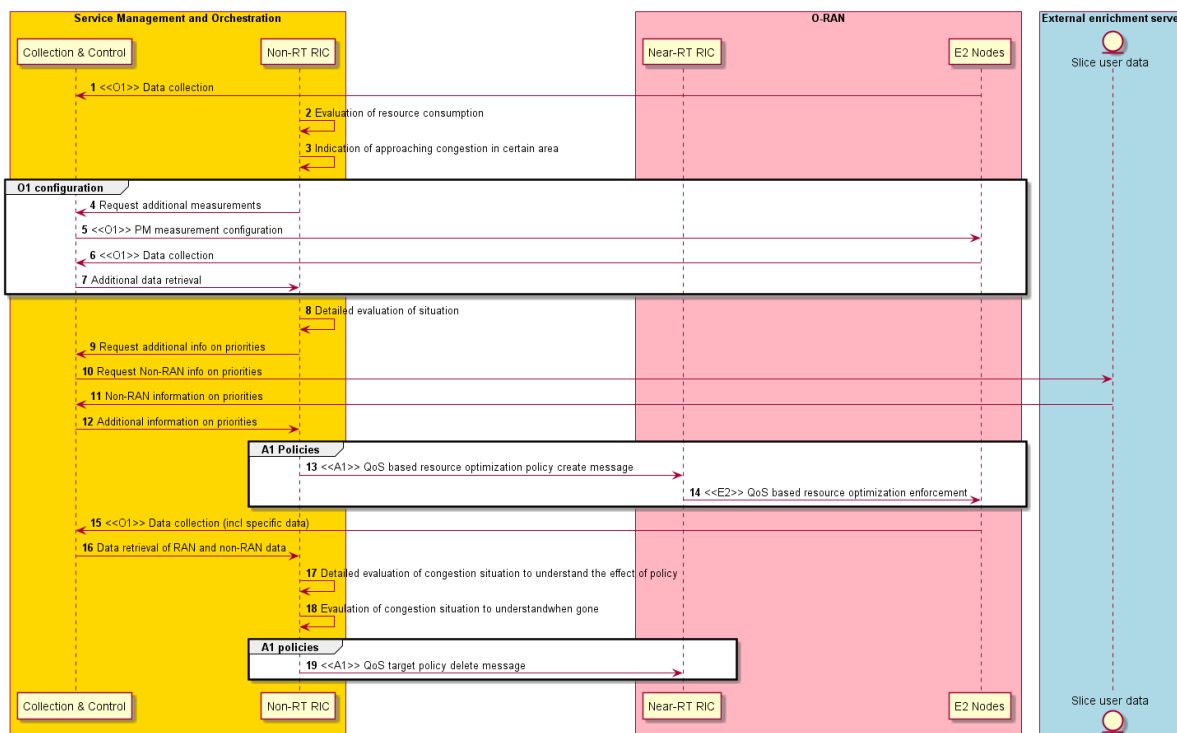 Service Management and Orchestration
O-RAN
External enrichment serve
Collection & Control
Non-RT RIC
Near-RT RIC
E2 Nodes
Slice user data
1 <<O1>> Data collection
2 Evaluation of resource consumption
3 Indication of approaching congestion in certain area
O1 configuration
4 Request additional measurements
5 <<O1>> PM measurement configuration
6 <<O1>> Data collection
7 Additional data retrieval
8 Detailed evaluation of situation
9 Request additional info on priorities
10 Request Non-RAN info on priorities
11 Non-RAN information on priorities
12 Additional information on priorities
A1 Policies
13 <<A1>> QoS based resource optimization policy create message
14 <<E2>> QoS based resource optimization enforcement
15 <<O1>> Data collection (incl specific data)
16 Data retrieval of RAN and non-RAN data
17 Detailed evaluation of congestion situation to understand the effect of policy
18 Evaulation of congestion situation to understandwhen gone
A1 policies
19 <<A1>> QoS target policy delete message
Collection & Control
Non-RT RIC
Near-RT RIC
E2 Nodes
Slice user data